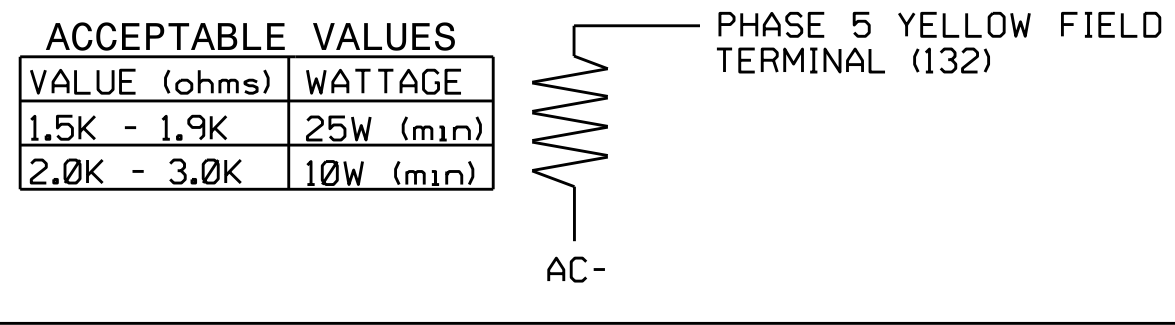 ACCEPTABLE VALUES
VALUE (ohms) WATTAGE
1.5K - 1.9K 25W (min)
2.0K - 3.0K 10W (min)
PHASE 5 YELLOW FIELD
TERMINAL (132)
AC-